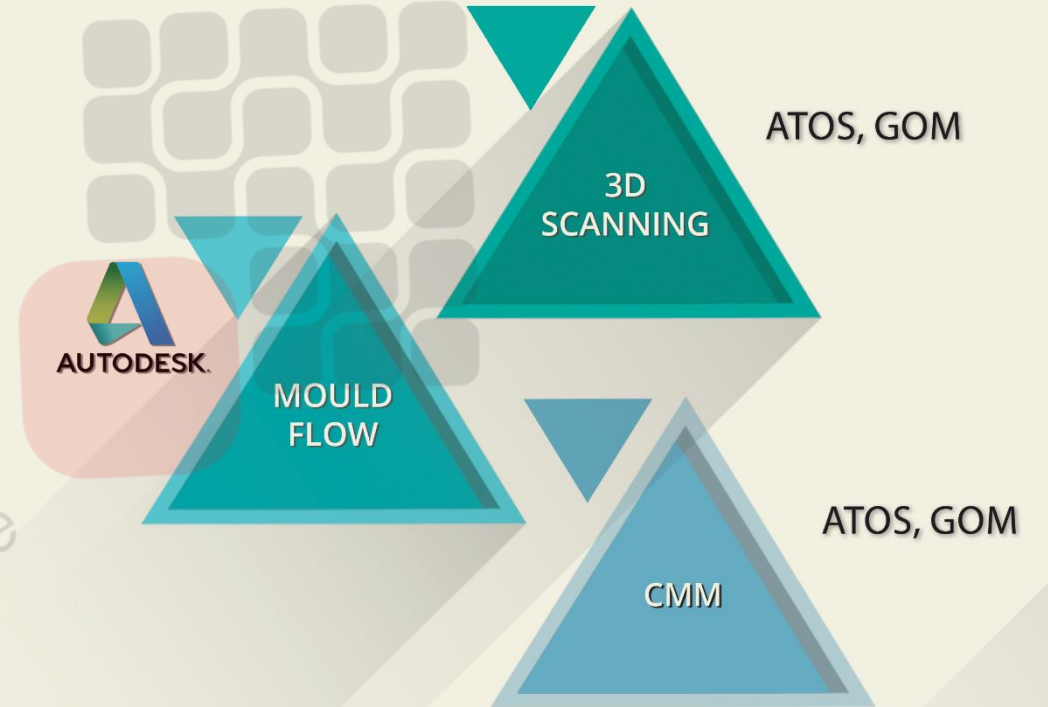 ATOS, GOM
3D
SCANNING
AUTODESK.
MOULD
FLOW
ATOS, GOM
CMM